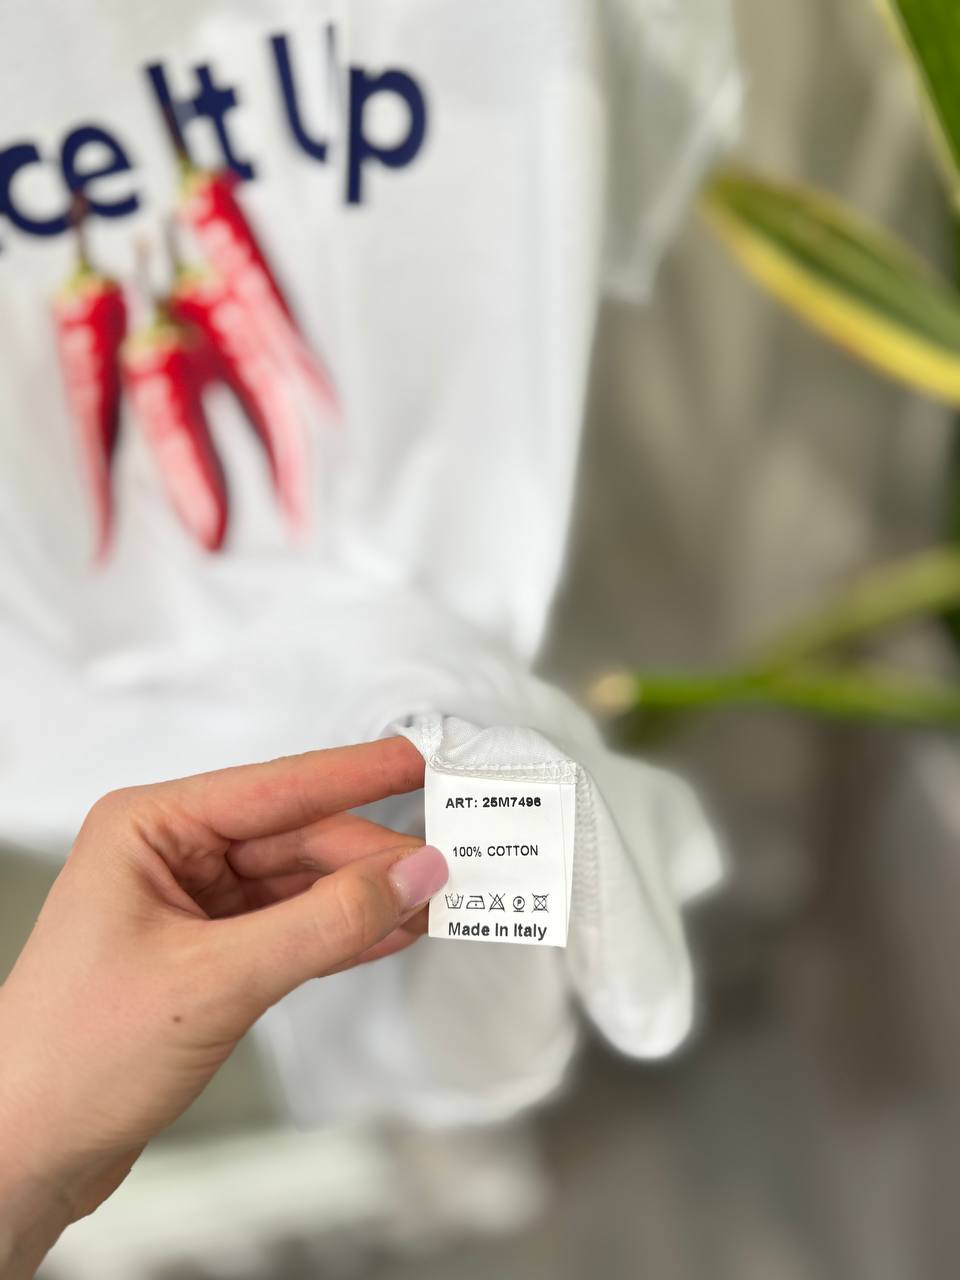 ce It Up
ART: 25M7496
100% COTTON
Made in Italy